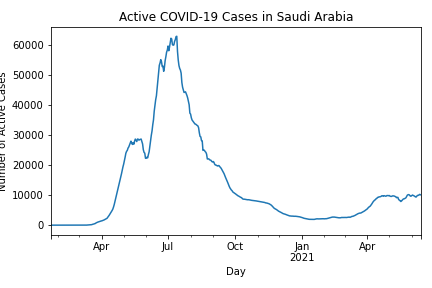 Active COVID-19 Cases in Saudi Arabia
Number of Active Cases
60000
50000
40000
30000
20000
10000
0
Apr Jul Oct Jan Apr
2021
Day